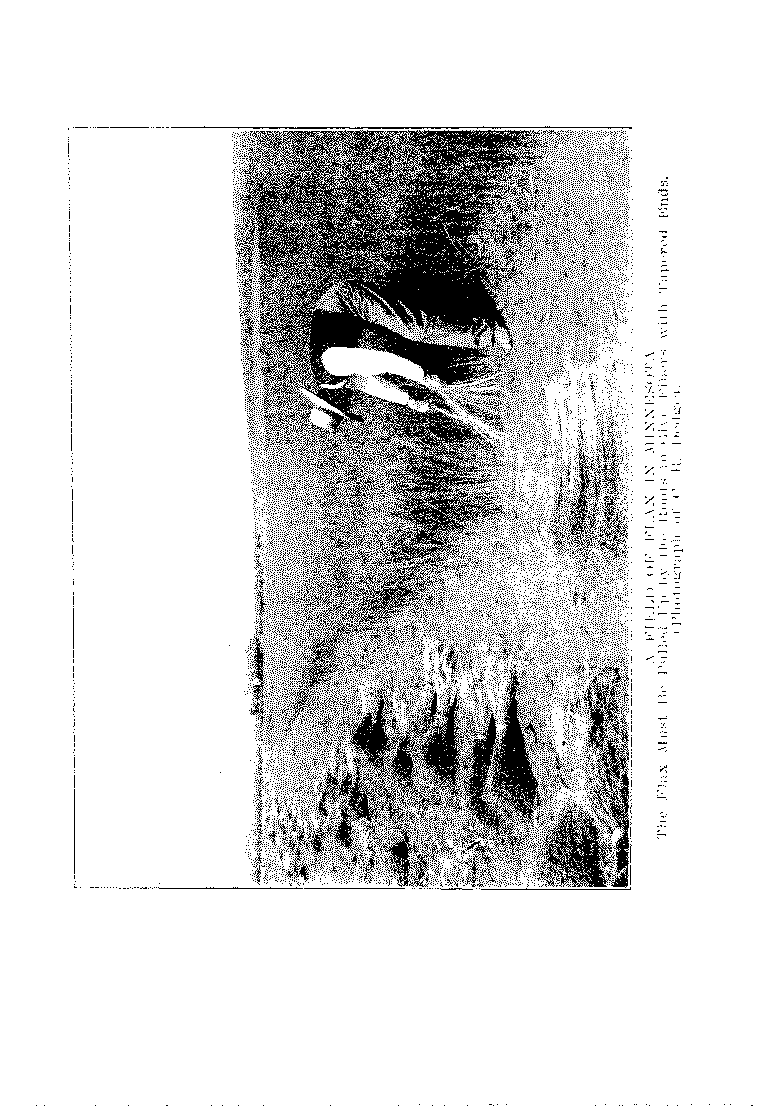 A FIELD OF FLAX IN MINNESOTA
The Flax Must Be Pulled Up by the Roots to Give Fibers with Tapered Ends.
(Photograph of C. R. Dodge).